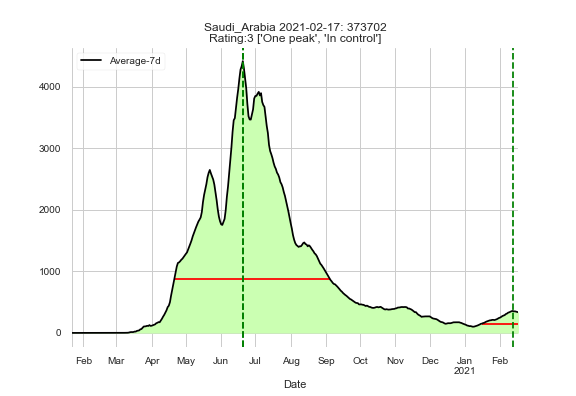 Saudi_Arabia 2021-02-17: 373702
Rating:3 ['One peak', 'In control']
Average-7d
4000
3000
2000
1000
0
Feb Mar Apr May Jun Jul Aug Sep Oct Nov Dec Jan Feb
2021
Date